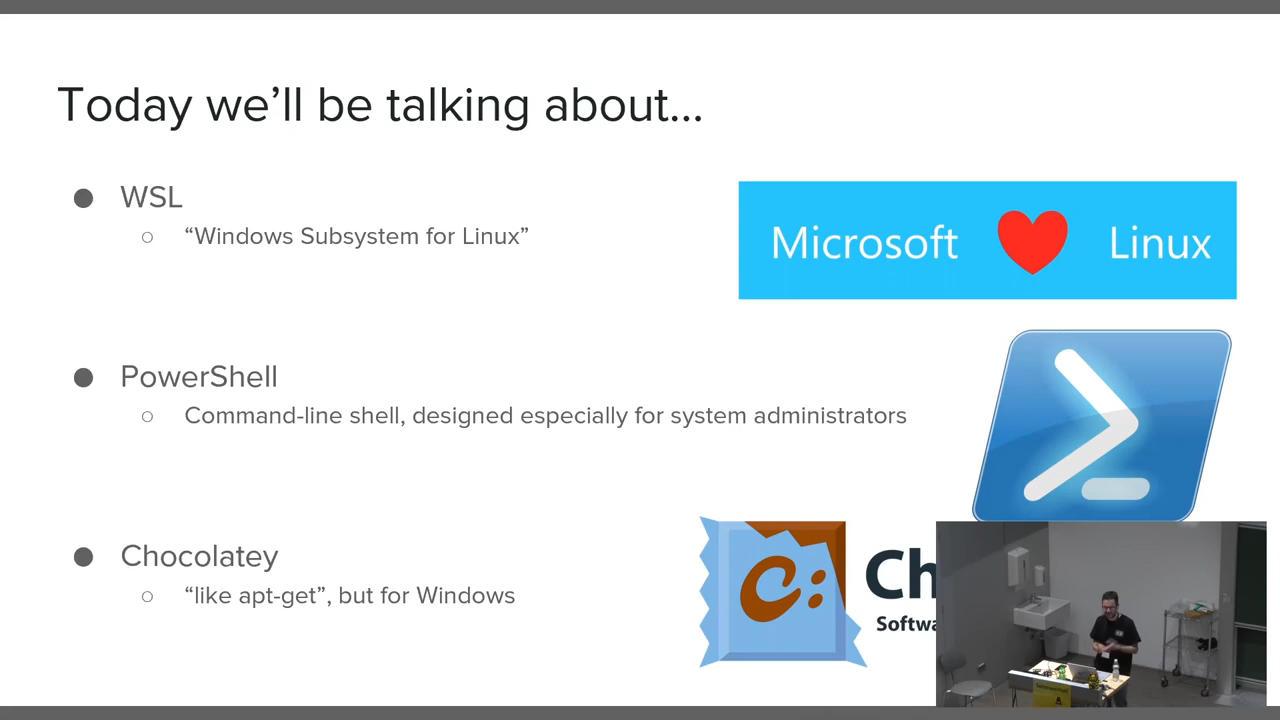 Today we’ll be talking about...
● WSL
○ “Windows Subsystem for Linux”
Microsoft Linux
● PowerShell
○ Command-line shell, designed especially for system administrators
● Chocolatey
○ “like apt-get”, but for Windows
c:
Ch
Softwa